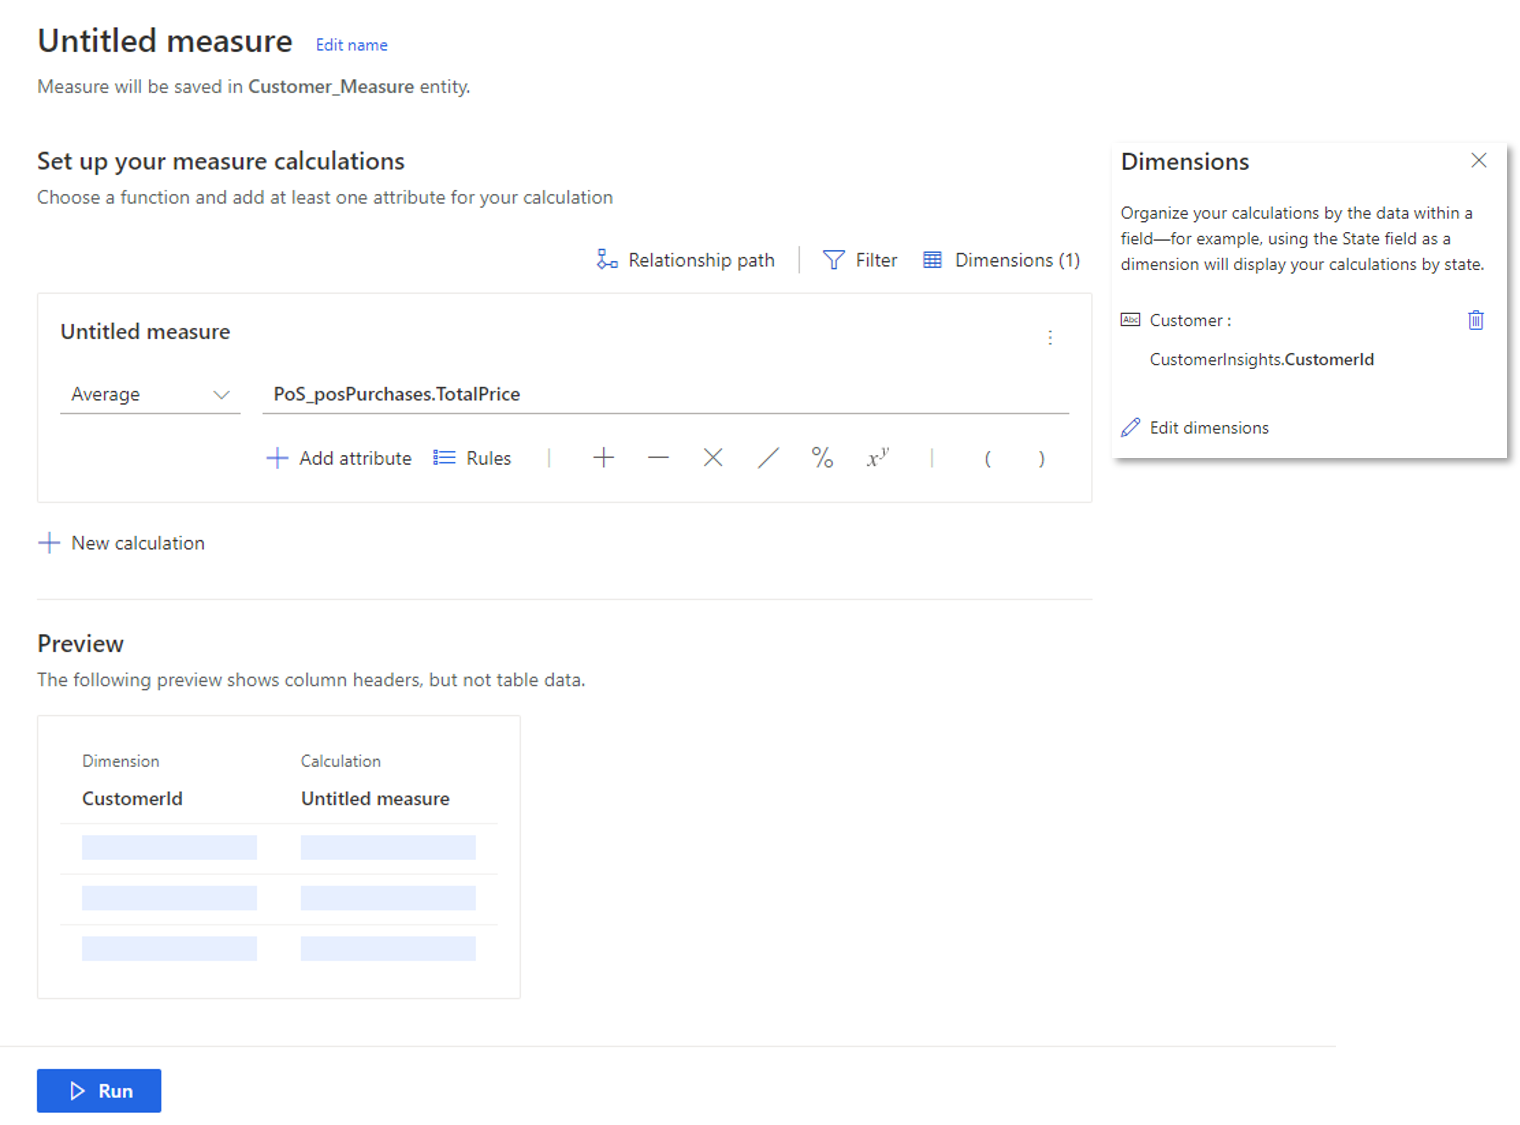 Untitled measure Edit name
Measure will be saved in Customer_Measure entity.
Set up your measure calculations
Choose a function and add at least one attribute for your calculation
Relationship path | Filter Dimensions (1)
Untitled measure
Average PoS_posPurchases.TotalPrice
+ Add attribute Rules | + — × / % xʸ | ( )
+ New calculation
Preview
The following preview shows column headers, but not table data.
Dimension Calculation
CustomerId Untitled measure
Run
Dimensions
Organize your calculations by the data within a
field—for example, using the State field as a
dimension will display your calculations by state.
Abc Customer :
CustomerInsights.CustomerId
Edit dimensions